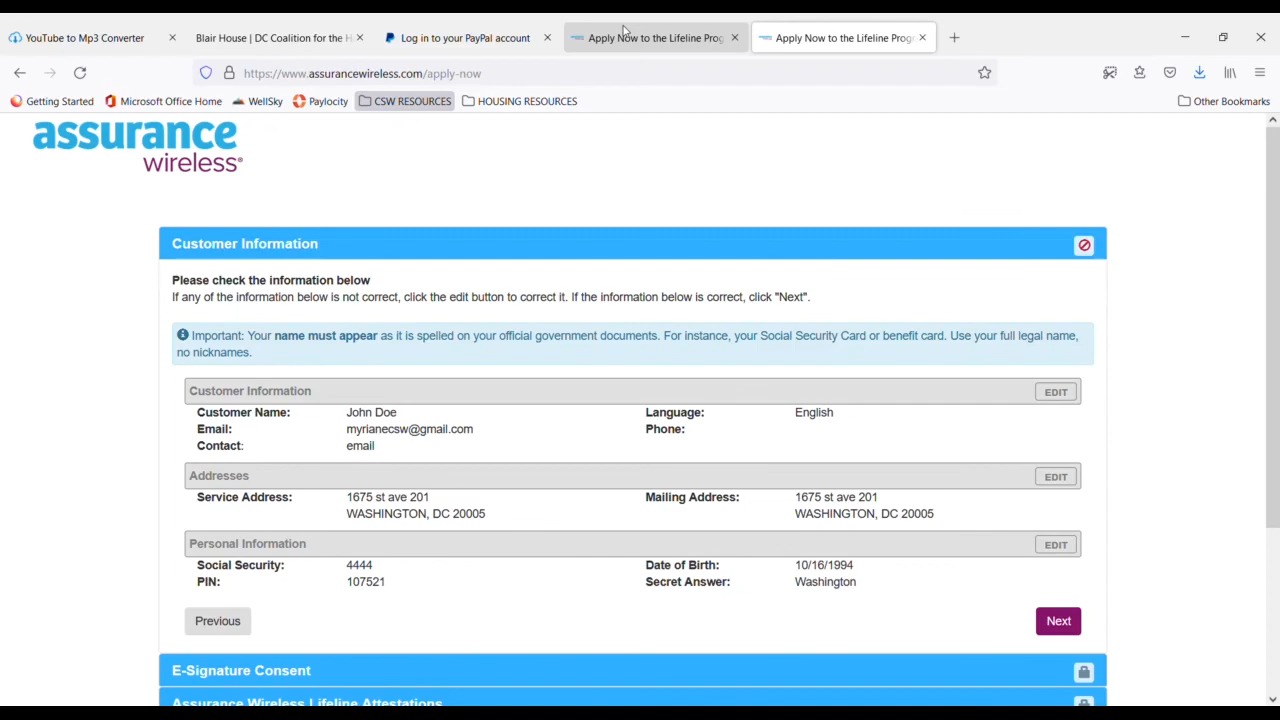 YouTube to Mp3 Converter
Blair House | DC Coalition for the H
Log in to your PayPal account
Apply Now to the Lifeline Prog
Apply Now to the Lifeline Progr
https://www.assurancewireless.com/apply-now
Getting Started
Microsoft Office Home
WellSky
Paylocity
CSW RESOURCES
HOUSING RESOURCES
Other Bookmarks
assurance
wireless®
Customer Information
Please check the information below
If any of the information below is not correct, click the edit button to correct it. If the information below is correct, click "Next".
Important: Your name must appear as it is spelled on your official government documents. For instance, your Social Security Card or benefit card. Use your full legal name,
no nicknames.
Customer Information EDIT
Customer Name: John Doe Language: English
Email: myrianecsw@gmail.com Phone:
Contact: email
Addresses EDIT
Service Address: 1675 st ave 201 Mailing Address: 1675 st ave 201
WASHINGTON, DC 20005 WASHINGTON, DC 20005
Personal Information EDIT
Social Security: 4444 Date of Birth: 10/16/1994
PIN: 107521 Secret Answer: Washington
Previous Next
E-Signature Consent
Assurance Wireless Lifeline Attestations